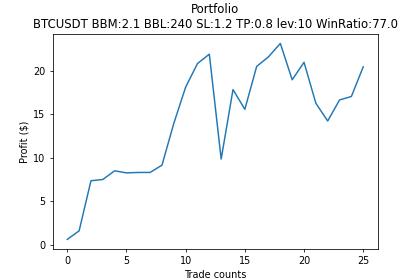 Portfolio
BTCUSDT BBM:2.1 BBL:240 SL:1.2 TP:0.8 lev:10 WinRatio:77.0
20
15
10
5
0
Profit ($)
0 5 10 15 20 25
Trade counts